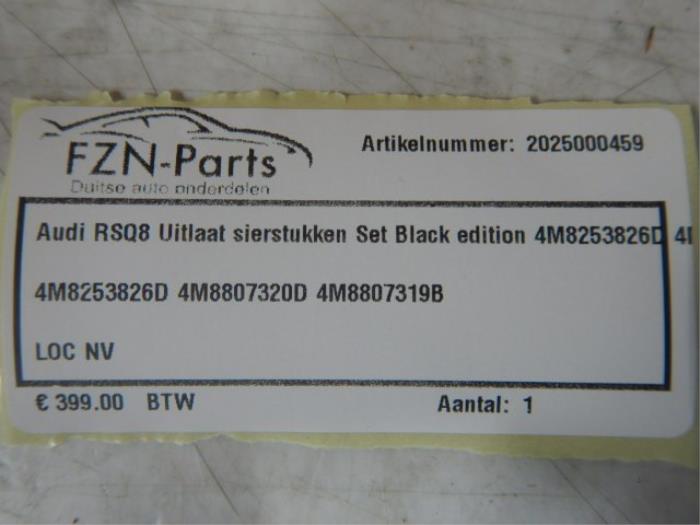 FZN-Parts
Duitse auto onderdelen
Artikelnummer: 2025000459
Audi RSQ8 Uitlaat sierstukken Set Black edition 4M8253826D
4M8253826D 4M8807320D 4M8807319B
LOC NV
€ 399.00 BTW
Aantal: 1